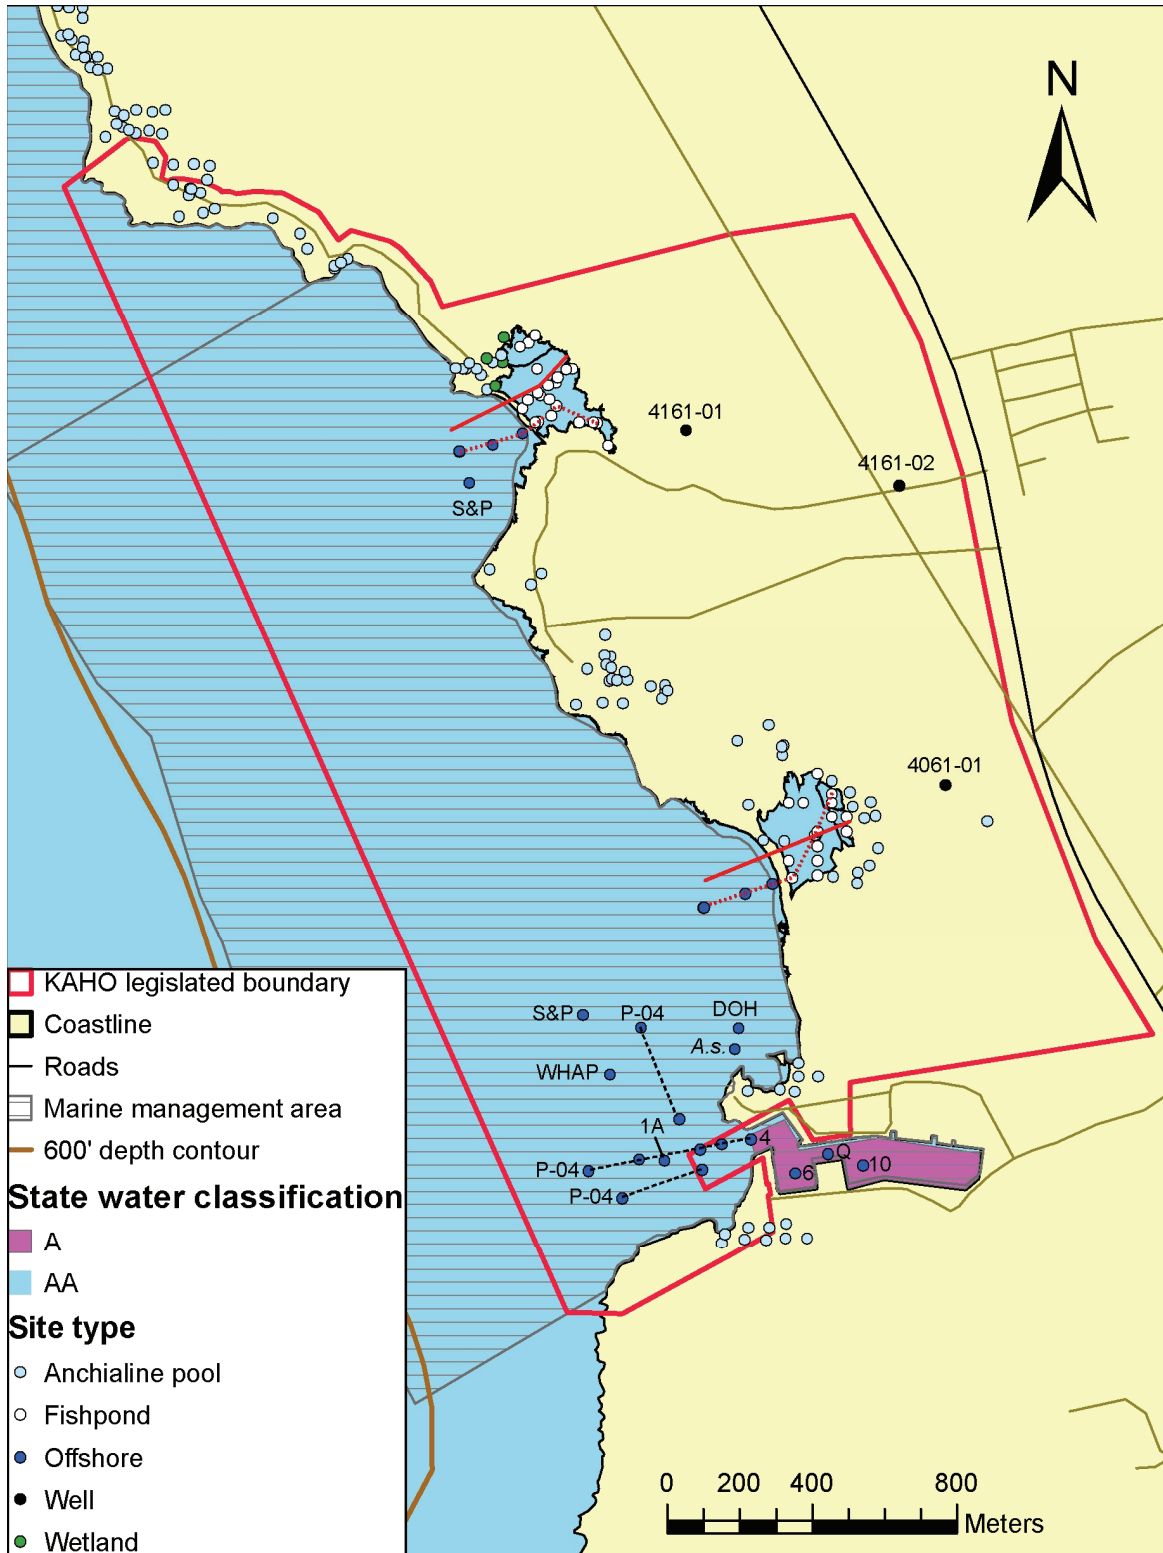 N
4161-01
4161-02
S&P
4061-01
S&P
P-04
DOH
A.s.
WHAP
1A
4
P-04
P-04
6
Q
10
KAHO legislated boundary
Coastline
Roads
Marine management area
600' depth contour
State water classification
A
AA
Site type
Anchialine pool
Fishpond
Offshore
Well
Wetland
0 200 400 800
Meters